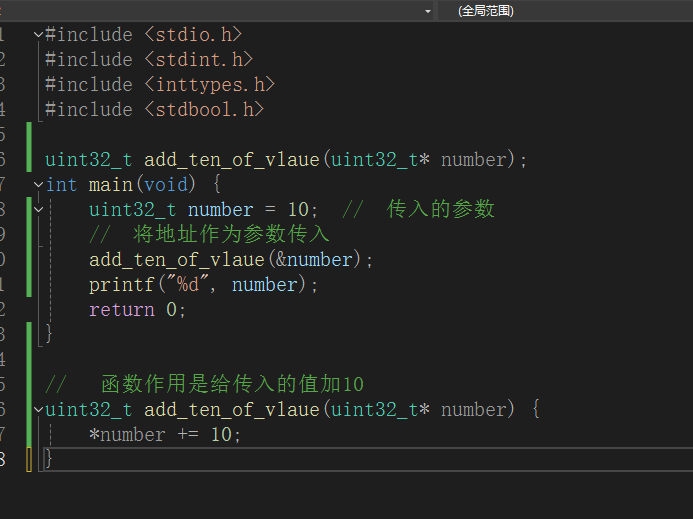 (全局范围)
1 #include <stdio.h>
2 #include <stdint.h>
3 #include <inttypes.h>
4 #include <stdbool.h>
5
6 uint32_t add_ten_of_vlaue(uint32_t* number);
7 int main(void) {
8 uint32_t number = 10; // 传入的参数
9 // 将地址作为参数传入
0 add_ten_of_vlaue(&number);
1 printf("%d", number);
2 return 0;
3 }
4
5 // 函数作用是给传入的值加10
6 uint32_t add_ten_of_vlaue(uint32_t* number) {
7 *number += 10;
8 }